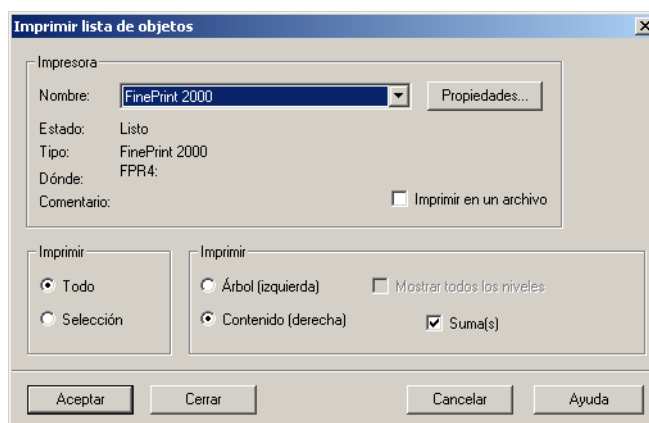 Imprimir lista de objetos
Impresora
Nombre: FinePrint 2000 Propiedades...
Estado: Listo
Tipo: FinePrint 2000
Dónde: FPR4:
Comentario: Imprimir en un archivo
Imprimir Imprimir
Todo Árbol (izquierda) Mostrar todos los niveles
Selección Contenido (derecha) Suma(s)
Aceptar Cerrar Cancelar Ayuda